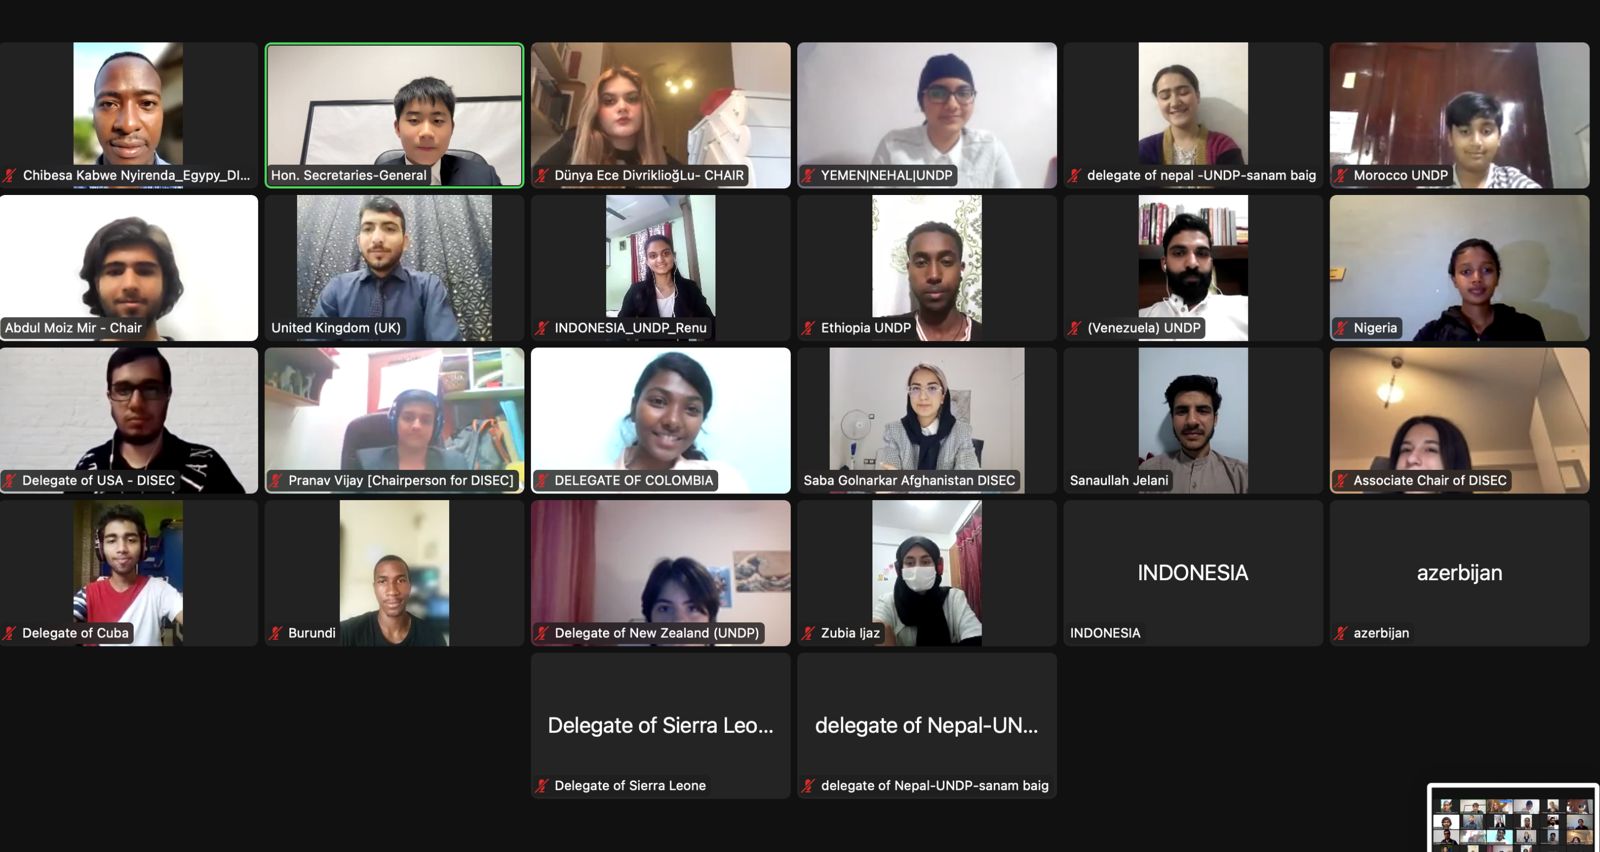 Chibesa Kabwe Nyirenda_Egypy_DI...
Hon. Secretaries-General
Dünya Ece DivriklioğLu- CHAIR
YEMEN|NEHAL|UNDP
delegate of nepal -UNDP-sanam baig
Morocco UNDP
Abdul Moiz Mir - Chair
United Kingdom (UK)
INDONESIA_UNDP_Renu
Ethiopia UNDP
(Venezuela) UNDP
Nigeria
Delegate of USA - DISEC
Pranav Vijay [Chairperson for DISEC]
DELEGATE OF COLOMBIA
Saba Golnarkar Afghanistan DISEC
Sanaullah Jelani
Associate Chair of DISEC
Delegate of Cuba
Burundi
Delegate of New Zealand (UNDP)
Zubia Ijaz
INDONESIA
INDONESIA
azerbijan
azerbijan
Delegate of Sierra Leo...
Delegate of Sierra Leone
delegate of Nepal-UN...
delegate of Nepal-UNDP-sanam baig